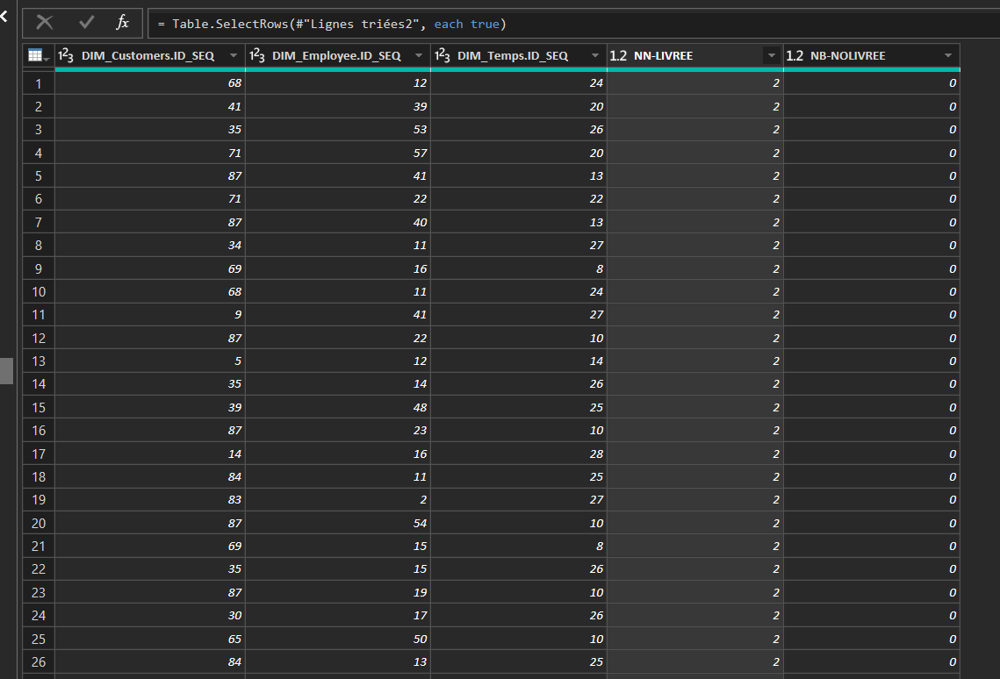 = Table.SelectRows(#"Lignes triées2", each true)
1²3 DIM_Customers.ID_SEQ 1²3 DIM_Employee.ID_SEQ 1²3 DIM_Temps.ID_SEQ 1.2 NN-LIVREE 1.2 NB-NOLIVREE
1 68 12 24 2 0
2 41 39 20 2 0
3 35 53 26 2 0
4 71 57 20 2 0
5 87 41 13 2 0
6 71 22 22 2 0
7 87 40 13 2 0
8 34 11 27 2 0
9 69 16 8 2 0
10 68 11 24 2 0
11 9 41 27 2 0
12 87 22 10 2 0
13 5 12 14 2 0
14 35 14 26 2 0
15 39 48 25 2 0
16 87 23 10 2 0
17 14 16 28 2 0
18 84 11 25 2 0
19 83 2 27 2 0
20 87 54 10 2 0
21 69 15 8 2 0
22 35 15 26 2 0
23 87 19 10 2 0
24 30 17 26 2 0
25 65 50 10 2 0
26 84 13 25 2 0